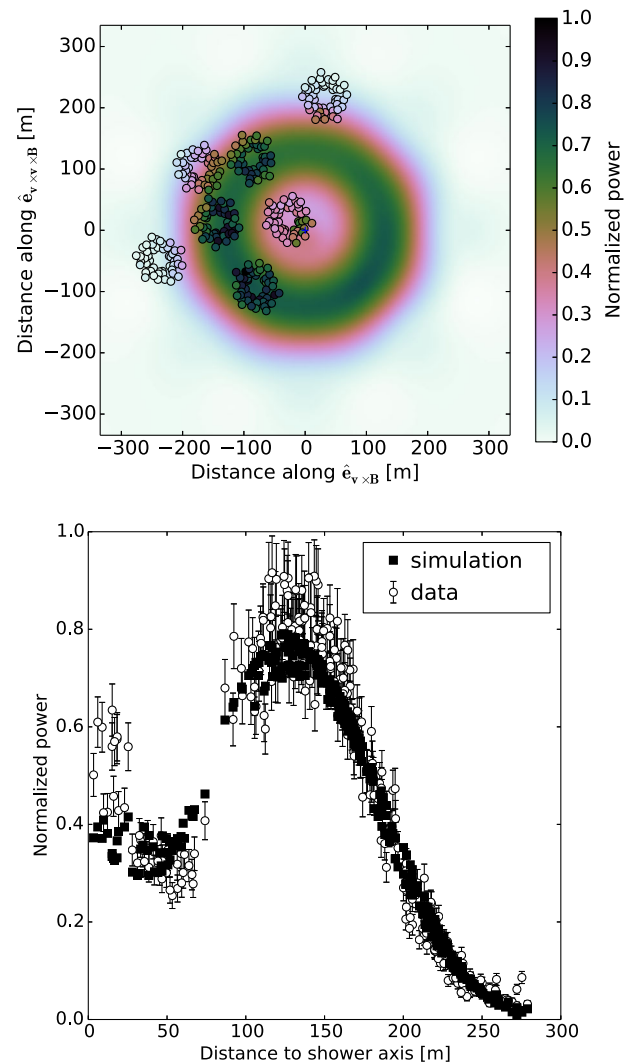 300
200
100
0
−100
−200
−300
−300 −200 −100 0 100 200 300
Distance along ê_v×v×B [m]
Distance along ê_v×B [m]
1.0
0.9
0.8
0.7
0.6
0.5
0.4
0.3
0.2
0.1
0.0
Normalized power
1.0
0.8
0.6
0.4
0.2
0.0
0 50 100 150 200 250 300
Normalized power
Distance to shower axis [m]
simulation
data